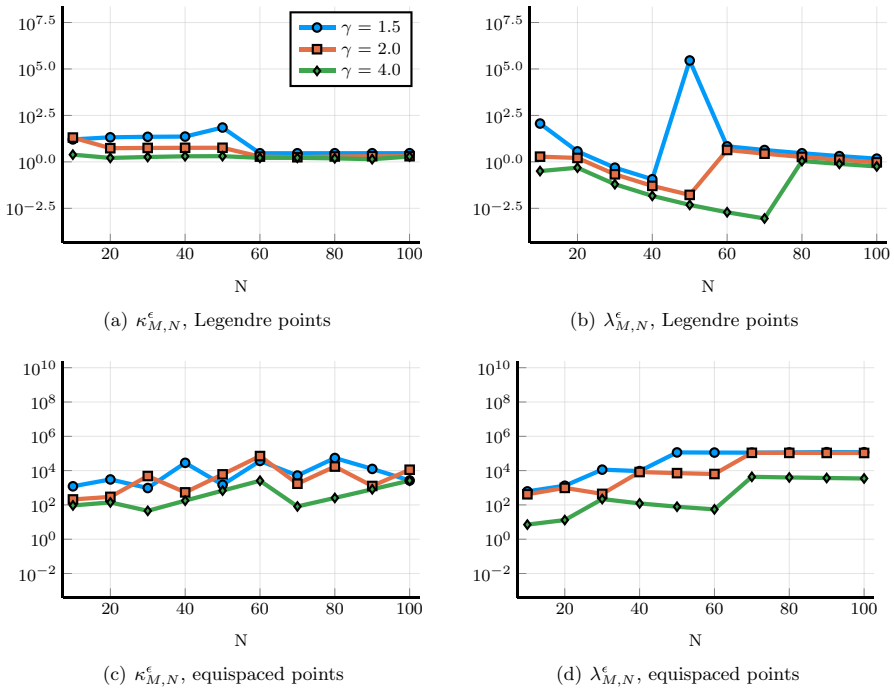 10^7.5
10^5.0
10^2.5
10^0.0
10^−2.5
γ = 1.5
γ = 2.0
γ = 4.0
20 40 60 80 100
N
(a) κ^ϵ_{M,N}, Legendre points
10^7.5
10^5.0
10^2.5
10^0.0
10^−2.5
20 40 60 80 100
N
(b) λ^ϵ_{M,N}, Legendre points
10^10
10^8
10^6
10^4
10^2
10^0
10^−2
20 40 60 80 100
N
(c) κ^ϵ_{M,N}, equispaced points
10^10
10^8
10^6
10^4
10^2
10^0
10^−2
20 40 60 80 100
N
(d) λ^ϵ_{M,N}, equispaced points